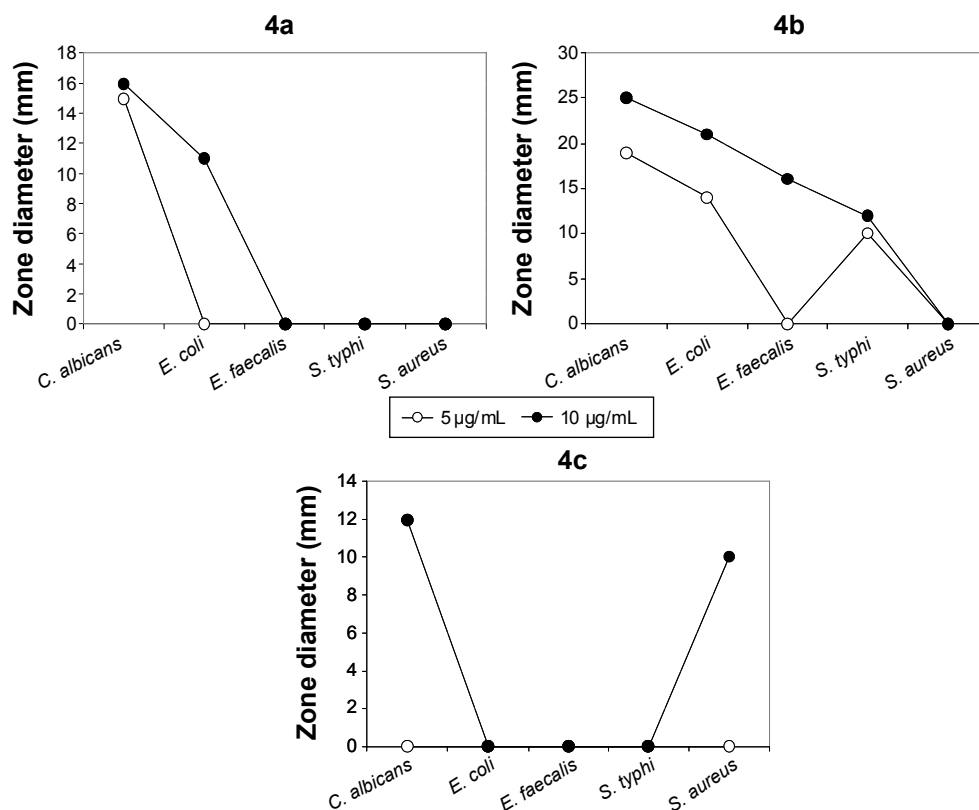 4a
Zone diameter (mm)
18
16
14
12
10
8
6
4
2
0
C. albicans
E. coli
E. faecalis
S. typhi
S. aureus
4b
Zone diameter (mm)
30
25
20
15
10
5
0
C. albicans
E. coli
E. faecalis
S. typhi
S. aureus
5 µg/mL 10 µg/mL
4c
Zone diameter (mm)
14
12
10
8
6
4
2
0
C. albicans
E. coli
E. faecalis
S. typhi
S. aureus